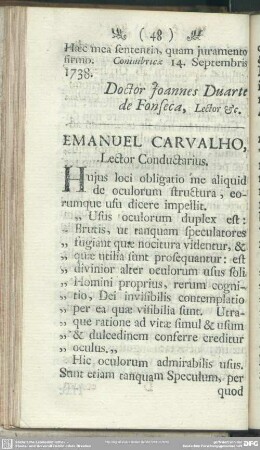 ( 48 )
Hæc mea sententia, quam juramento
firmo. Conimbricæ 14. Septembris
1738.
Doctor Joannes Duarte
de Fonseca, Lector &c.
EMANUEL CARVALHO,
Lector Conductarius.
Hujus loci obligatio me aliquid
de oculorum structura, eo-
rumque usu dicere impellit.
„ Usus oculorum duplex est:
„ Brutis, ut tanquam speculatores
„ fugiant quæ nocitura videntur, &
„ quæ utilia sunt prosequantur: est
„ divinior alter oculorum usus soli
„ Homini proprius, rerum cogni-
„ tio, Dei invisibilis contemplatio
„ per ea quæ visibilia sunt. Utra-
„ que ratione ad vitæ simul & usum
„ & dulcedinem conferre creditur
„ oculus.„
Hic oculorum admirabilis usus.
Sunt etiam tanquam Speculum, per
quod